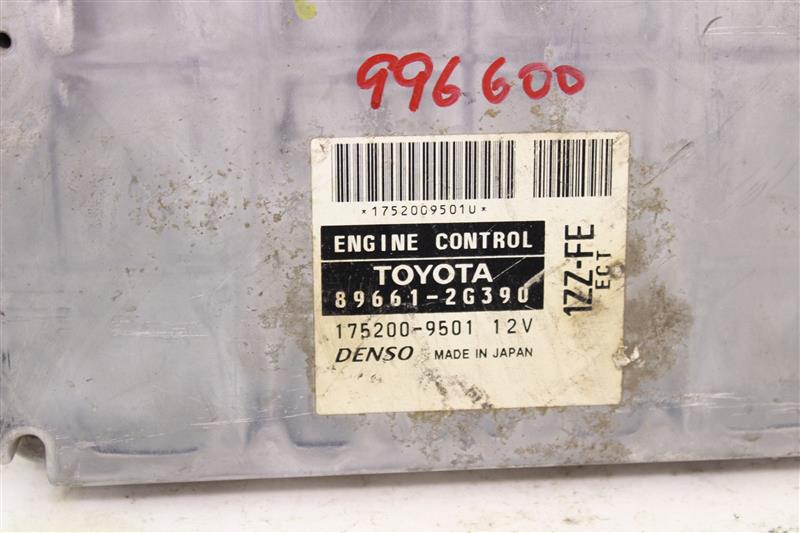 996600
*1752009501U*
ENGINE CONTROL
TOYOTA
89661-2G390
175200-9501 12V
DENSO MADE IN JAPAN
1ZZ-FE
ECT